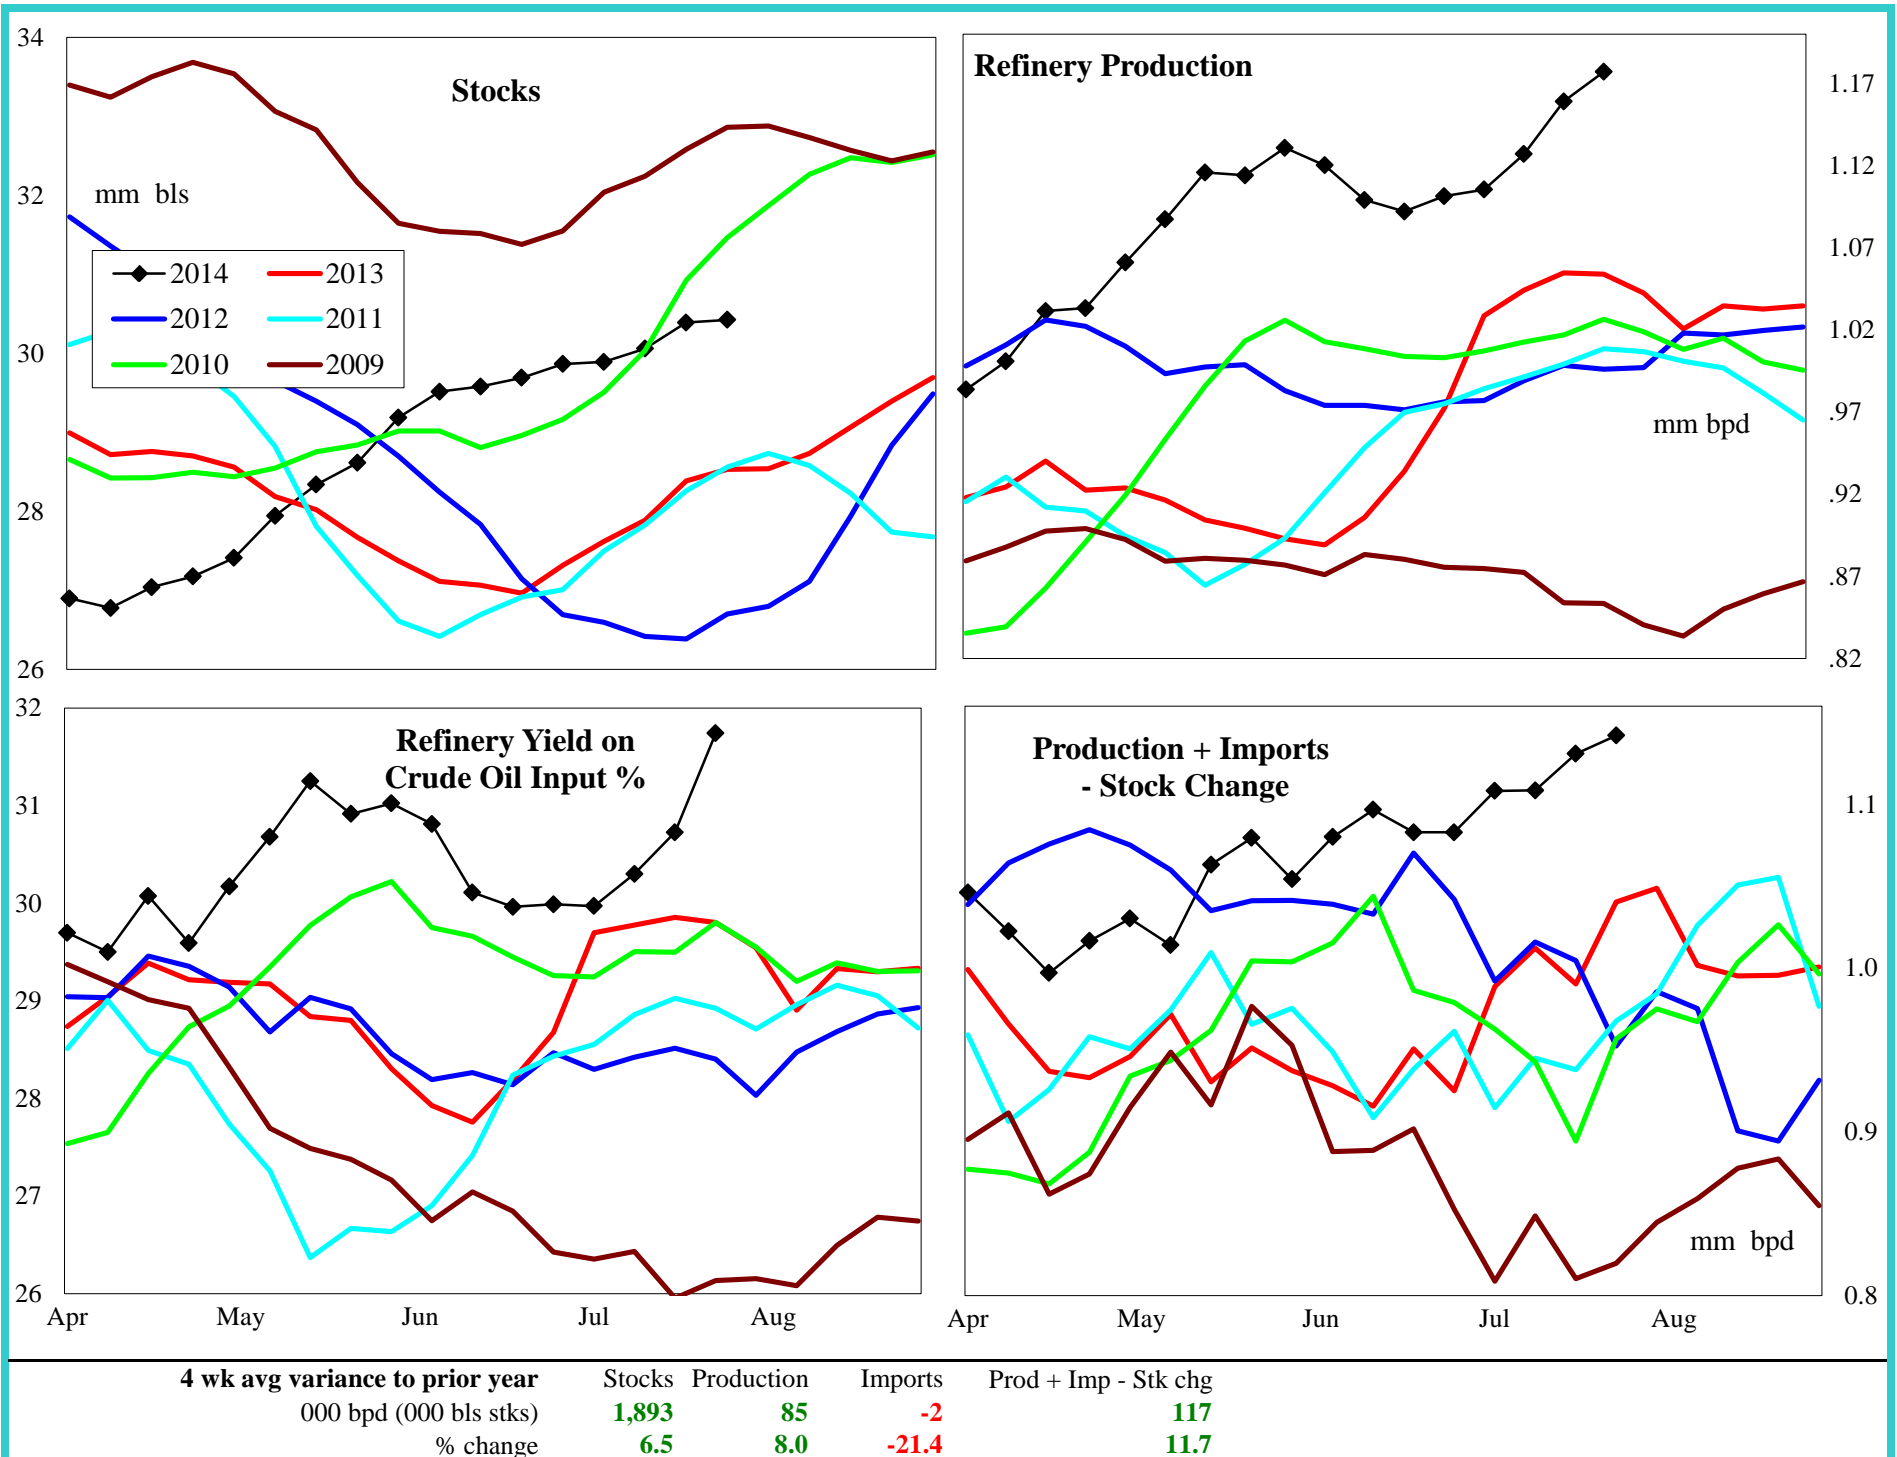 34
32
30
28
26
Stocks
mm bls
2014 2013
2012 2011
2010 2009
Refinery Production
1.17
1.12
1.07
1.02
.97
.92
.87
.82
mm bpd
32
31
30
29
28
27
26
Refinery Yield on
Crude Oil Input %
Apr May Jun Jul Aug
Production + Imports
- Stock Change
1.1
1.0
0.9
0.8
mm bpd
Apr May Jun Jul Aug
4 wk avg variance to prior year Stocks Production Imports Prod + Imp - Stk chg
000 bpd (000 bls stks) 1,893 85 -2 117
% change 6.5 8.0 -21.4 11.7